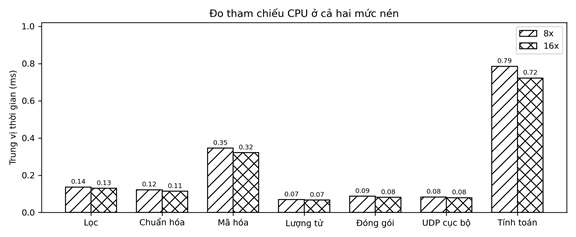 Đo tham chiếu CPU ở cả hai mức nén
8x
16x
Trung vị thời gian (ms)
1.0
0.8
0.6
0.4
0.2
0.0
0.14
0.13
0.12
0.11
0.35
0.32
0.07
0.07
0.09
0.08
0.08
0.08
0.79
0.72
Lọc
Chuẩn hóa
Mã hóa
Lượng tử
Đóng gói
UDP cục bộ
Tính toán